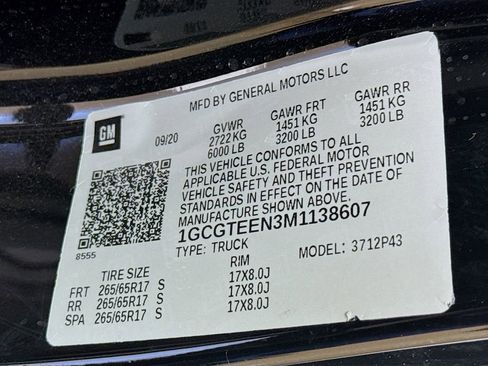 MFD BY GENERAL MOTORS LLC
GM
09/20 GVWR GAWR FRT GAWR RR
2722 KG 1451 KG 1451 KG
6000 LB 3200 LB 3200 LB
THIS VEHICLE CONFORMS TO ALL
APPLICABLE U.S. FEDERAL MOTOR
VEHICLE SAFETY AND THEFT PREVENTION
STANDARDS IN EFFECT ON THE DATE OF
MANUFACTURE SHOWN ABOVE.
1GCGTEEN3M1138607
8555
TYPE: TRUCK MODEL: 3712P43
TIRE SIZE RIM
FRT 265/65R17 S 17X8.0J
RR 265/65R17 S 17X8.0J
SPA 265/65R17 S 17X8.0J